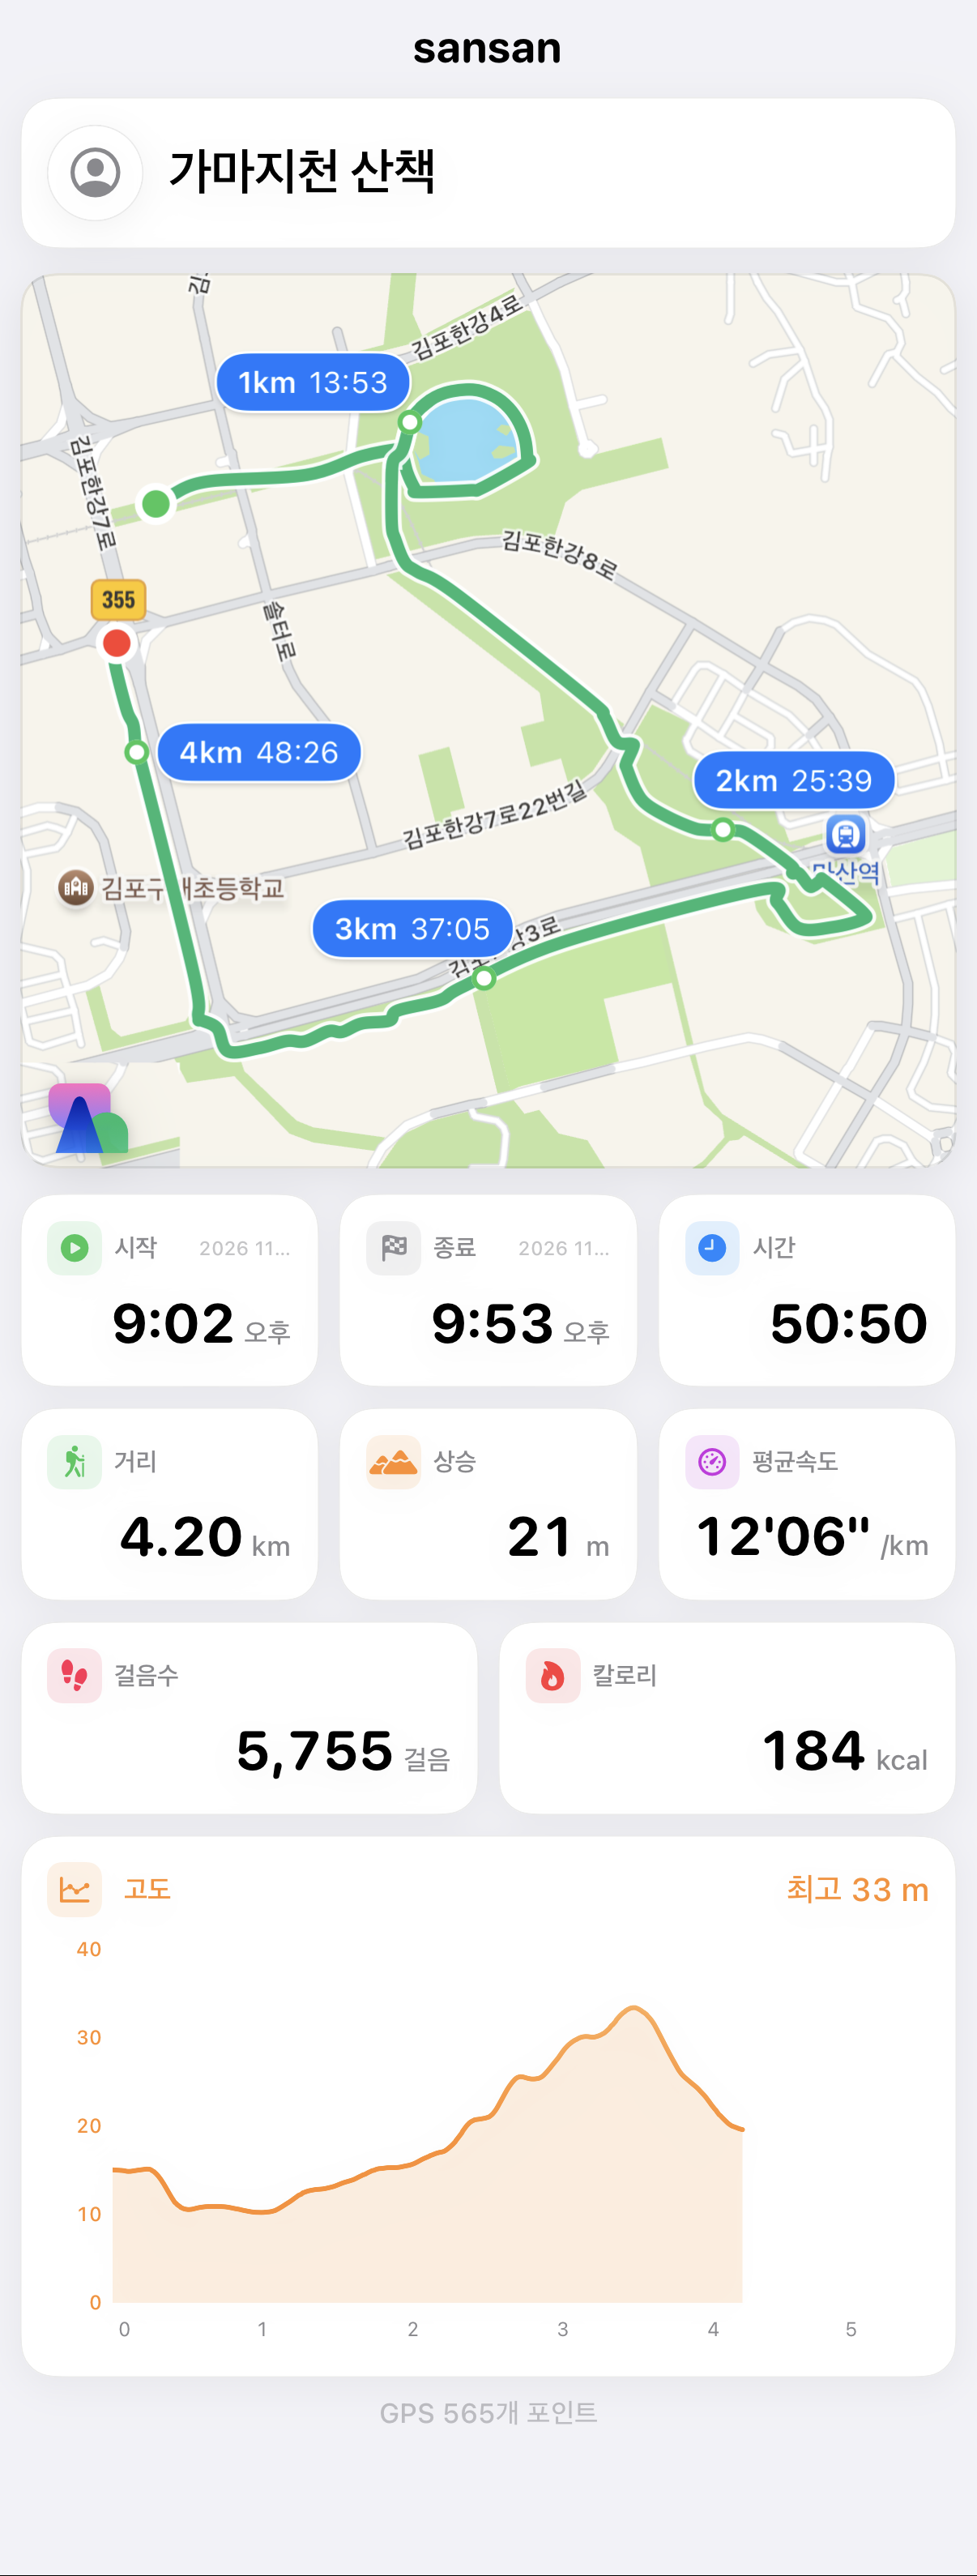 sansan
가마지천 산책
김포한강4로
1km 13:53
김포한강7로
김포한강8로
355
솔터로
4km 48:26
2km 25:39
김포한강7로22번길
마산역
3km 37:05
시작 2026 11...
9:02 오후
종료 2026 11...
9:53 오후
시간
50:50
거리
4.20 km
상승
21 m
평균속도
12'06" /km
걸음수
5,755 걸음
칼로리
184 kcal
고도
최고 33 m
40
30
20
10
0
0 1 2 3 4 5
GPS 565개 포인트